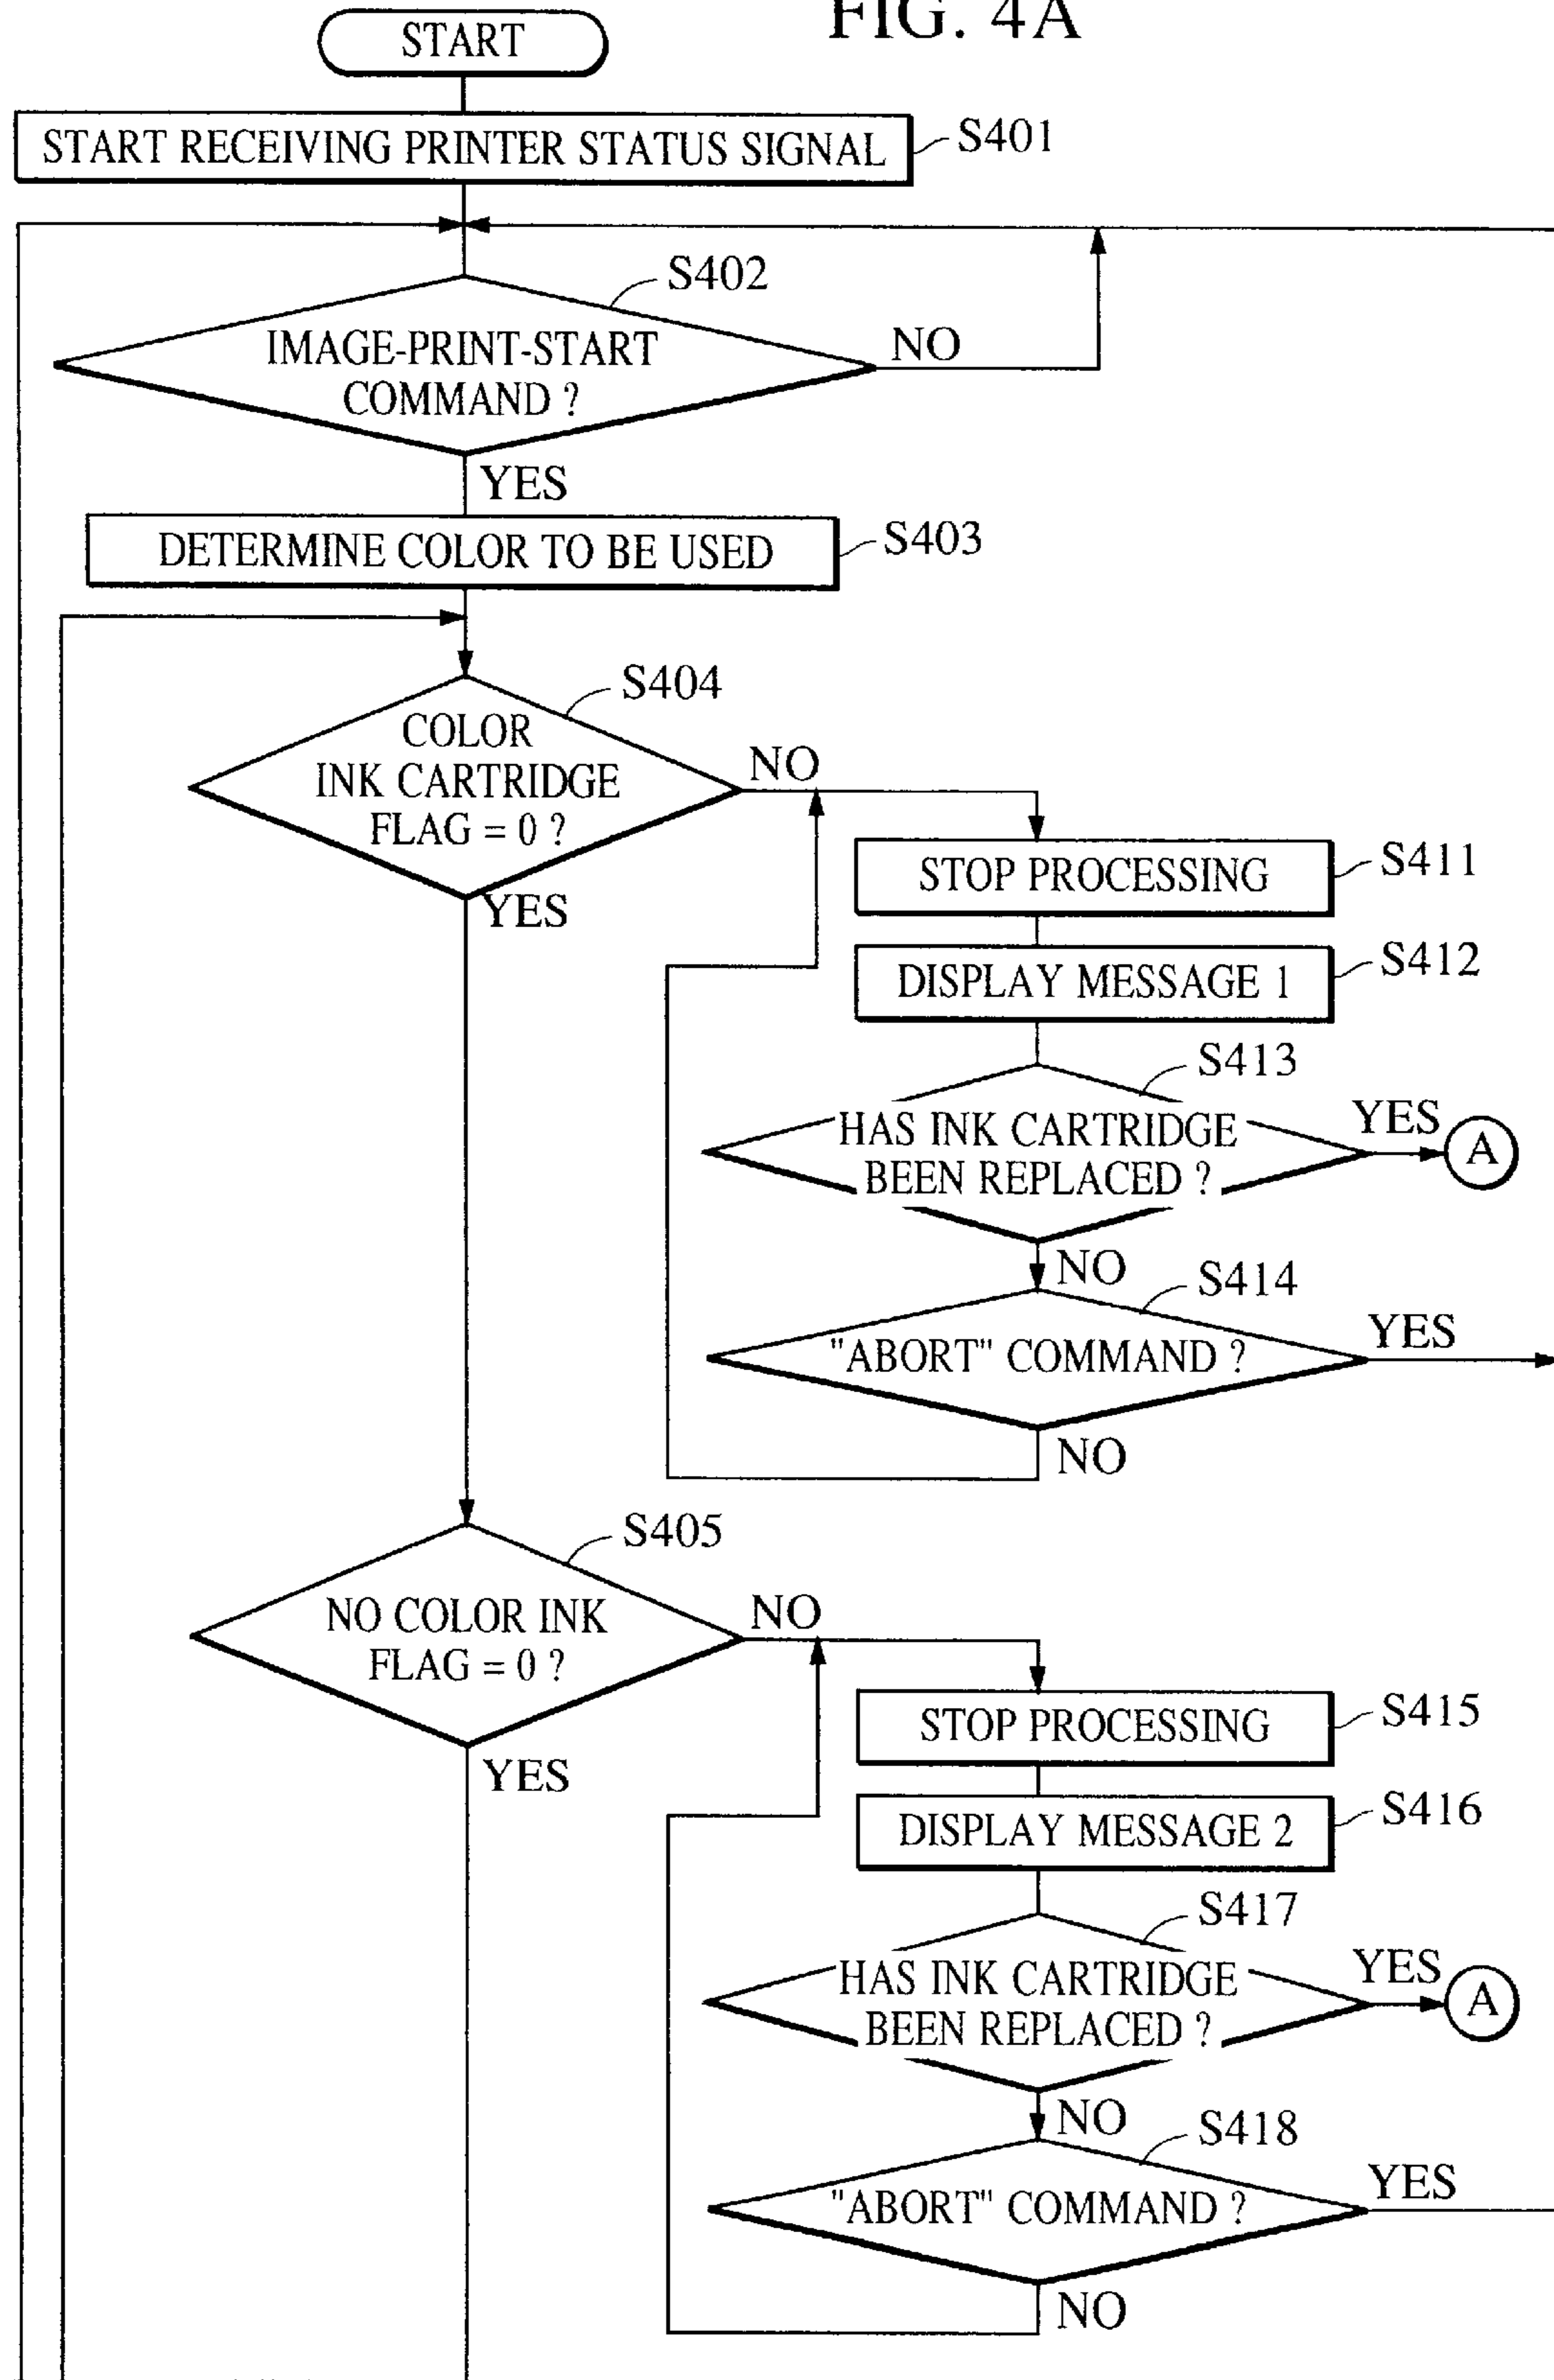 FIG. 4A
START
START RECEIVING PRINTER STATUS SIGNAL
S401
S402
IMAGE-PRINT-START
COMMAND ?
NO
YES
DETERMINE COLOR TO BE USED
S403
S404
COLOR
INK CARTRIDGE
FLAG = 0 ?
NO
YES
STOP PROCESSING
S411
DISPLAY MESSAGE 1
S412
S413
HAS INK CARTRIDGE
BEEN REPLACED ?
YES
A
NO
S414
"ABORT" COMMAND ?
YES
NO
S405
NO COLOR INK
FLAG = 0 ?
NO
YES
STOP PROCESSING
S415
DISPLAY MESSAGE 2
S416
S417
HAS INK CARTRIDGE
BEEN REPLACED ?
YES
A
NO
S418
"ABORT" COMMAND ?
YES
NO